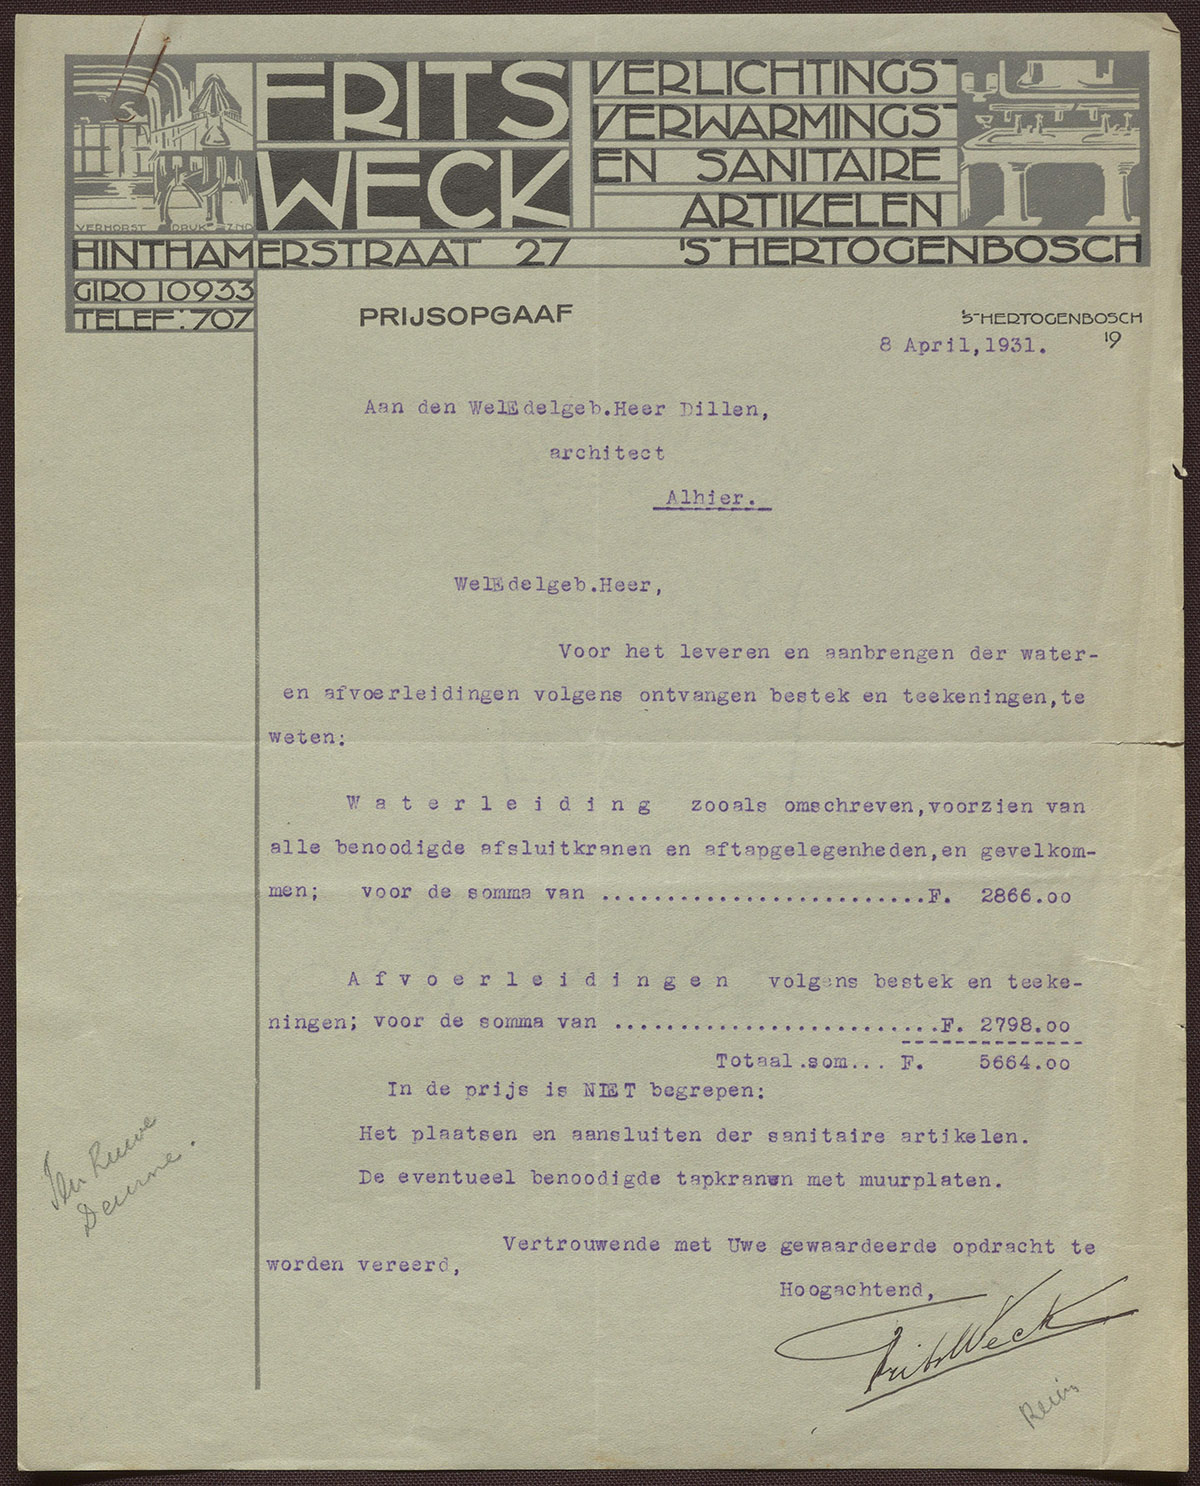 FRITS WECK
VERLICHTINGS-
VERWARMINGS-
EN SANITAIRE
ARTIKELEN
VERHORST DRUK ZND
HINTHAMERSTRAAT 27 'S-HERTOGENBOSCH
GIRO 10933
TELEF. 707
PRIJSOPGAAF
'S-HERTOGENBOSCH
19
8 April,1931.
Aan den WelEdelgeb.Heer Dillen,
architect
Alhier.
WelEdelgeb.Heer,
Voor het leveren en aanbrengen der water-
en afvoerleidingen volgens ontvangen bestek en teekeningen,te
weten:
W a t e r l e i d i n g zooals omschreven,voorzien van
alle benoodigde afsluitkranen en aftapgelegenheden,en gevelkom-
men; voor de somma van .........................F. 2866.00
A f v o e r l e i d i n g e n volgens bestek en teeke-
ningen; voor de somma van .........................F. 2798.00
Totaal.som... F. 5664.00
In de prijs is NIET begrepen:
Het plaatsen en aansluiten der sanitaire artikelen.
De eventueel benoodigde tapkranen met muurplaten.
Vertrouwende met Uwe gewaardeerde opdracht te
worden vereerd,
Hoogachtend,
Frits Weck
Deurne.